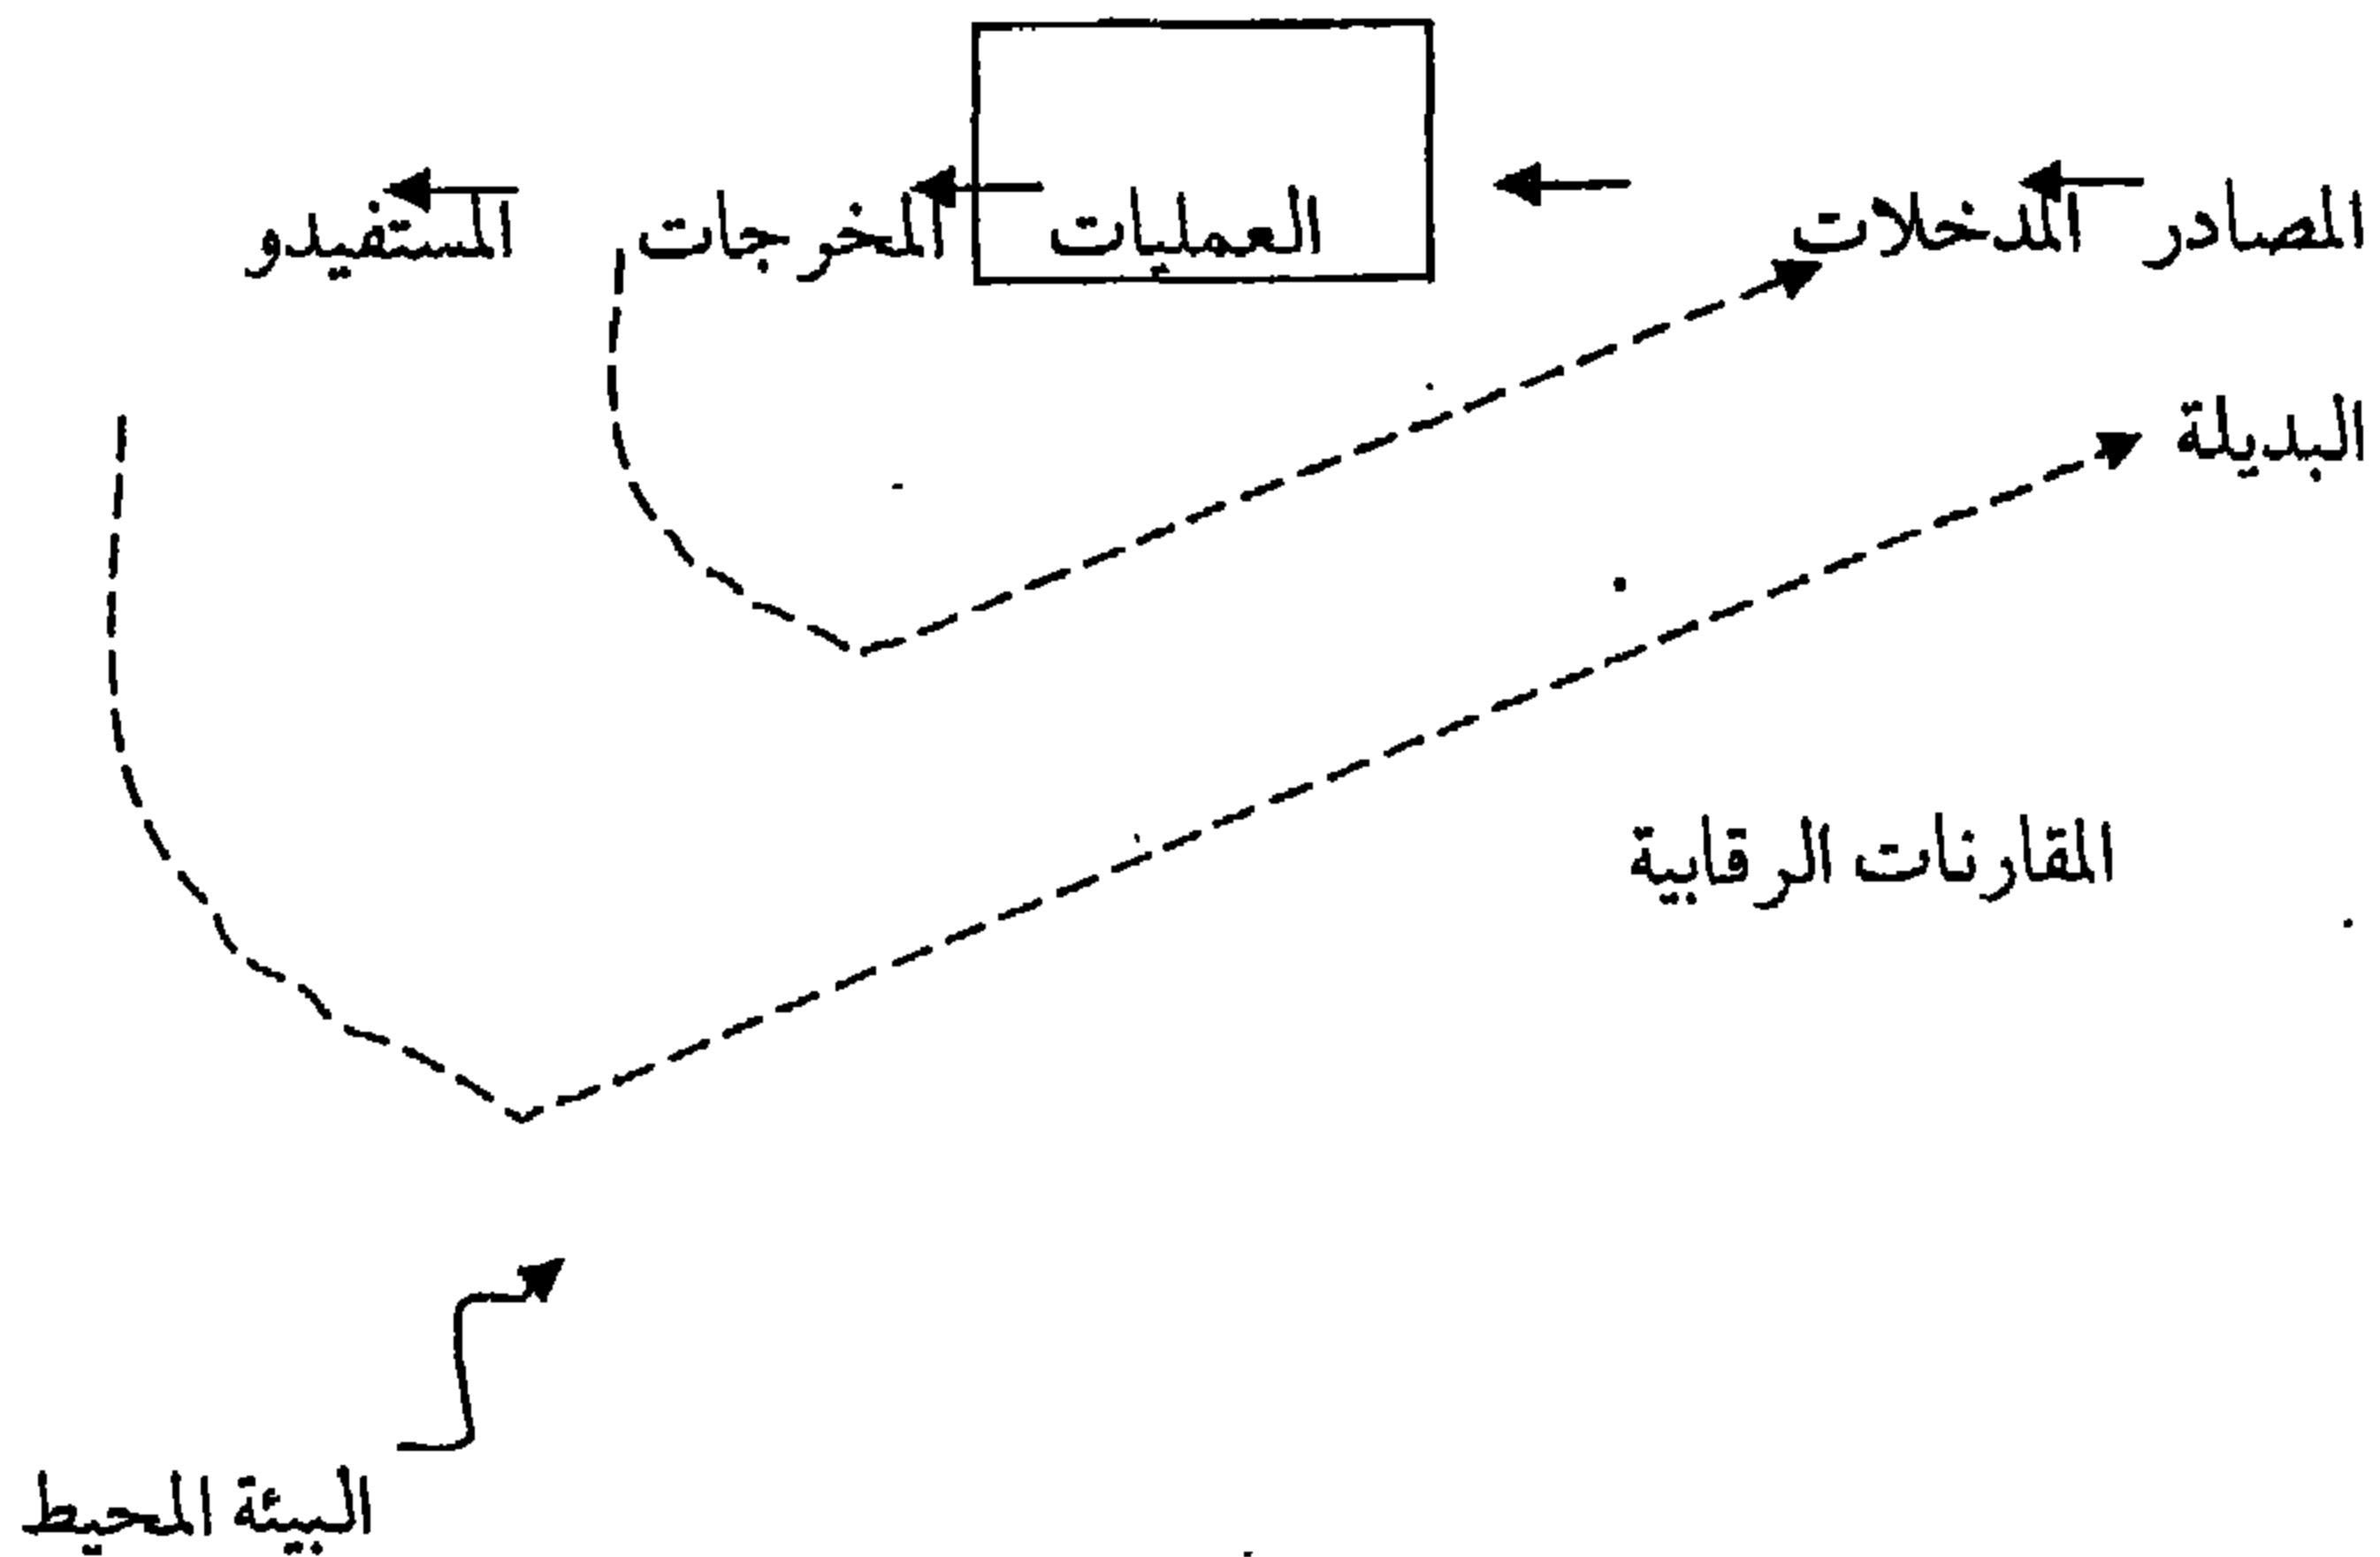 المصادر المدخلات العمليات المخرجات المستفيدو
البديلة
المقارنات الرقابية
البيئة المحيط